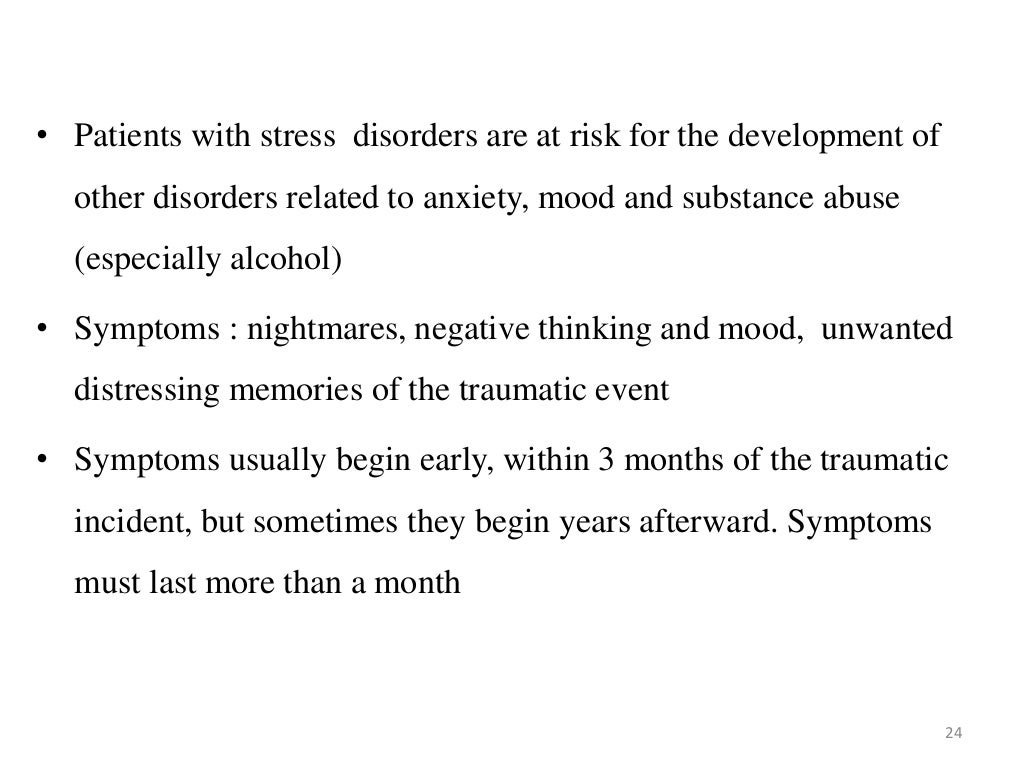 • Patients with stress  disorders are at risk for the development of
other disorders related to anxiety, mood and substance abuse
(especially alcohol)
• Symptoms : nightmares, negative thinking and mood,  unwanted
distressing memories of the traumatic event
• Symptoms usually begin early, within 3 months of the traumatic
incident, but sometimes they begin years afterward. Symptoms
must last more than a month
24